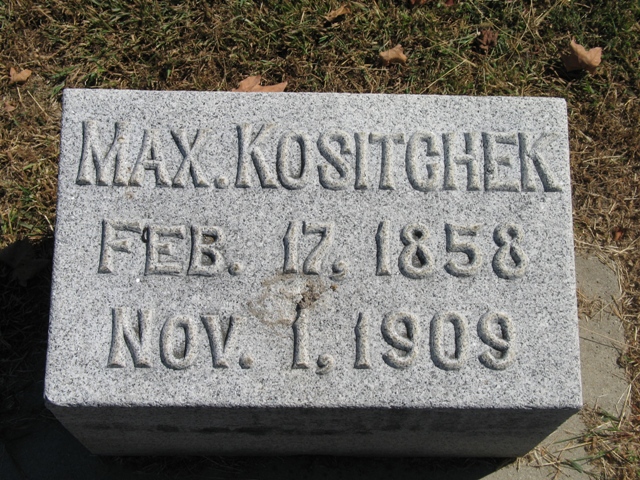 MAX. KOSITCHEK
FEB. 17, 1858
NOV. 1, 1909